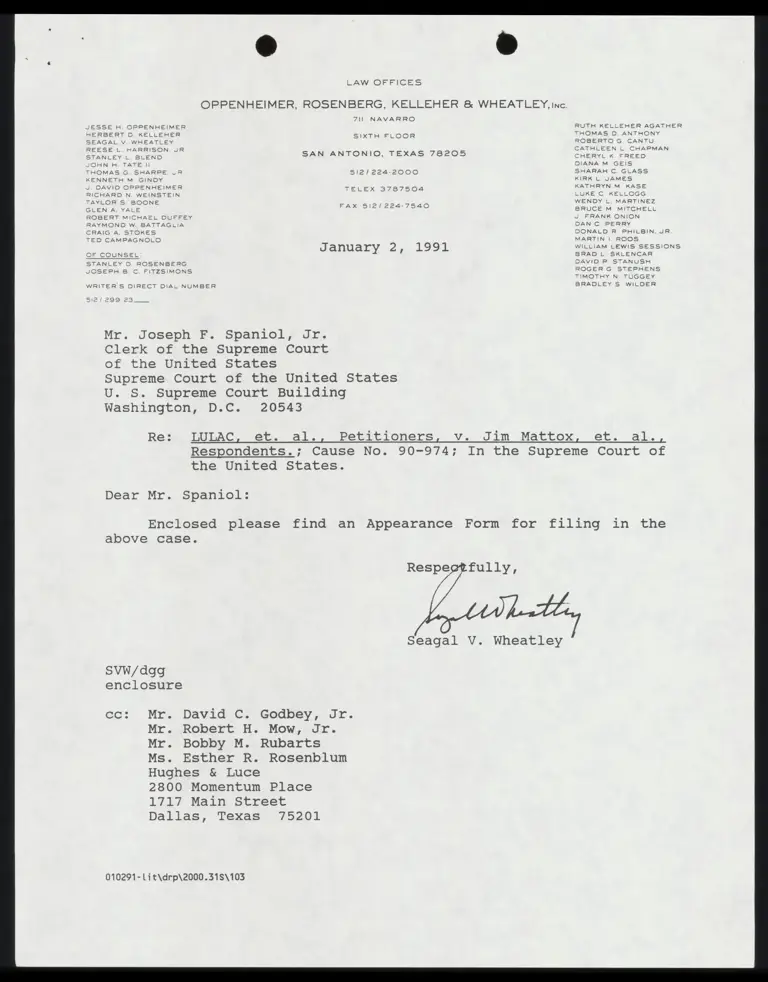 LAW OFFICES
OPPENHEIMER, ROSENBERG, KELLEHER & WHEATLEY, INC.
711 NAVARRO
SIXTH FLOOR
SAN ANTONIO, TEXAS 78205
512/224-2000
TELEX 3787504
FAX 512/224-7540
JESSE H. OPPENHEIMER
HERBERT D. KELLEHER
SEAGAL V. WHEATLEY
REESE L. HARRISON, JR.
STANLEY L. BLEND
JOHN H. TATE II
THOMAS G. SHARPE, JR.
KENNETH M. GINDY
J. DAVID OPPENHEIMER
RICHARD N. WEINSTEIN
TAYLOR S. BOONE
GLEN A. YALE
ROBERT MICHAEL DUFFEY
RAYMOND W. BATTAGLIA
CRAIG A. STOKES
TED CAMPAGNOLO
OF COUNSEL:
STANLEY D. ROSENBERG
JOSEPH B. C. FITZSIMONS
WRITER'S DIRECT DIAL NUMBER
512/299-23
RUTH KELLEHER AGATHER
THOMAS D. ANTHONY
ROBERTO G. CANTU
CATHLEEN L. CHAPMAN
CHERYL K. FREED
DIANA M. GEIS
SHARAH C. GLASS
KIRK L. JAMES
KATHRYN M. KASE
LUKE C. KELLOGG
WENDY L. MARTINEZ
BRUCE M. MITCHELL
J. FRANK ONION
DAN C. PERRY
DONALD R. PHILBIN, JR.
MARTIN I. ROOS
WILLIAM LEWIS SESSIONS
BRAD L. SKLENCAR
DAVID P. STANUSH
ROGER G. STEPHENS
TIMOTHY N. TUGGEY
BRADLEY S. WILDER
January 2, 1991
Mr. Joseph F. Spaniol, Jr.
Clerk of the Supreme Court
of the United States
Supreme Court of the United States
U. S. Supreme Court Building
Washington, D.C. 20543
Re: LULAC, et. al., Petitioners, v. Jim Mattox, et. al.,
Respondents.; Cause No. 90-974; In the Supreme Court of
the United States.
Dear Mr. Spaniol:
Enclosed please find an Appearance Form for filing in the
above case.
Respectfully,
Seagal V Wheatley
Seagal V. Wheatley
SVW/dgg
enclosure
cc: Mr. David C. Godbey, Jr.
Mr. Robert H. Mow, Jr.
Mr. Bobby M. Rubarts
Ms. Esther R. Rosenblum
Hughes & Luce
2800 Momentum Place
1717 Main Street
Dallas, Texas 75201
010291-lit\drp\2000.31S\103